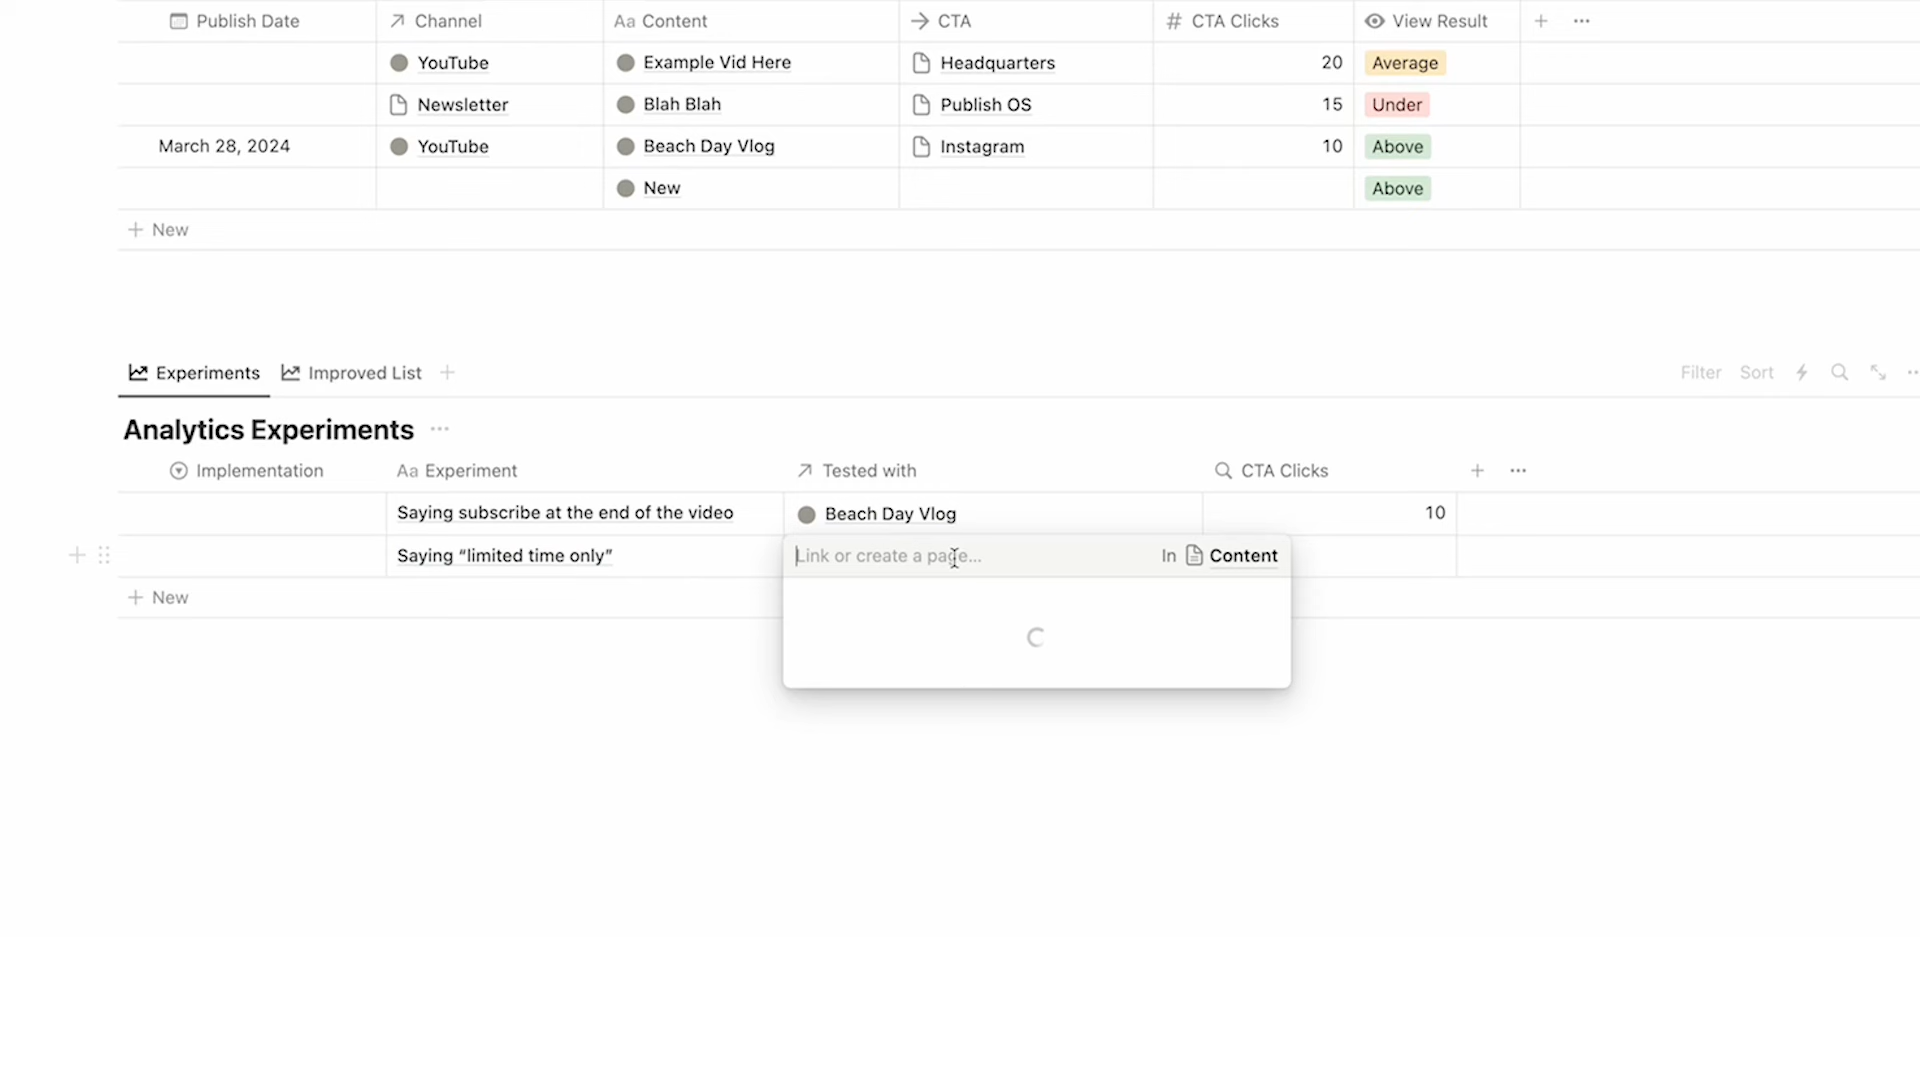 Publish Date Channel Aa Content CTA # CTA Clicks View Result + ...
YouTube Example Vid Here Headquarters 20 Average
Newsletter Blah Blah Publish OS 15 Under
March 28, 2024 YouTube Beach Day Vlog Instagram 10 Above
New Above
+ New
Experiments Improved List + Filter Sort
Analytics Experiments ...
Implementation Aa Experiment Tested with CTA Clicks + ...
Saying subscribe at the end of the video Beach Day Vlog 10
+ Saying “limited time only” Link or create a page... In Content
+ New